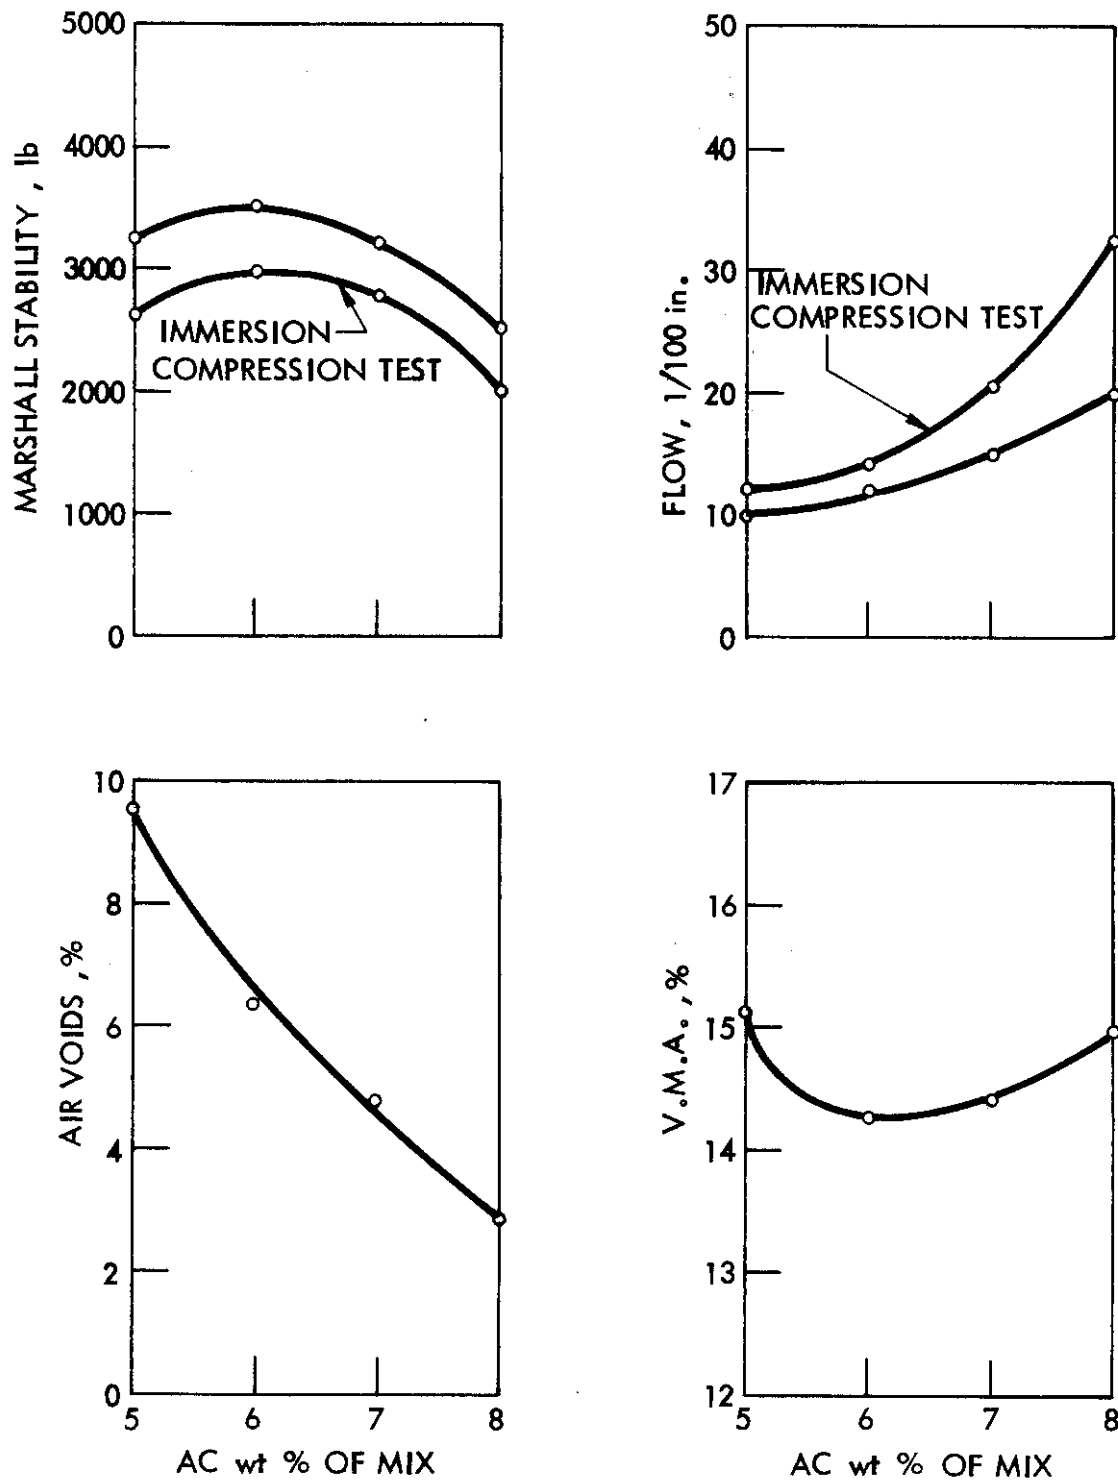 MARSHALL STABILITY , lb
5000
4000
3000
2000
1000
0
IMMERSION
COMPRESSION TEST
FLOW, 1/100 in.
50
40
30
20
10
0
IMMERSION
COMPRESSION TEST
AIR VOIDS , %
10
8
6
4
2
0
5 6 7 8
AC wt % OF MIX
V.M.A. , %
17
16
15
14
13
12
5 6 7 8
AC wt % OF MIX